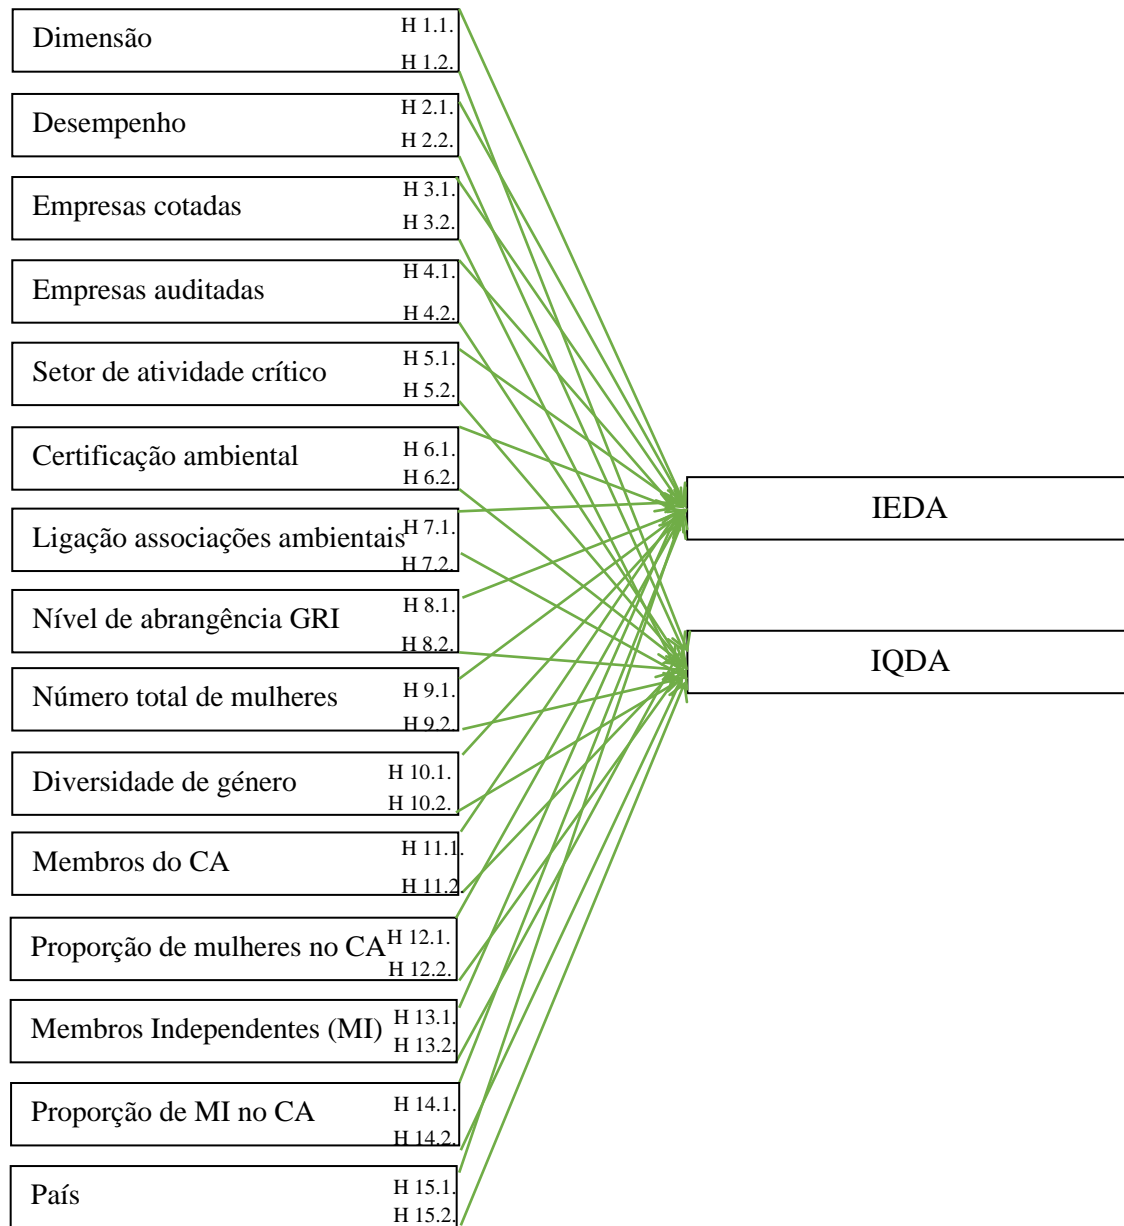 Dimensão
H 1.1.
H 1.2.
Desempenho
H 2.1.
H 2.2.
Empresas cotadas
H 3.1.
H 3.2.
Empresas auditadas
H 4.1.
H 4.2.
Setor de atividade crítico
H 5.1.
H 5.2.
Certificação ambiental
H 6.1.
H 6.2.
Ligação associações ambientais
H 7.1.
H 7.2.
Nível de abrangência GRI
H 8.1.
H 8.2.
Número total de mulheres
H 9.1.
H 9.2.
Diversidade de género
H 10.1.
H 10.2.
Membros do CA
H 11.1.
H 11.2.
Proporção de mulheres no CA
H 12.1.
H 12.2.
Membros Independentes (MI)
H 13.1.
H 13.2.
Proporção de MI no CA
H 14.1.
H 14.2.
País
H 15.1.
H 15.2.
IEDA
IQDA